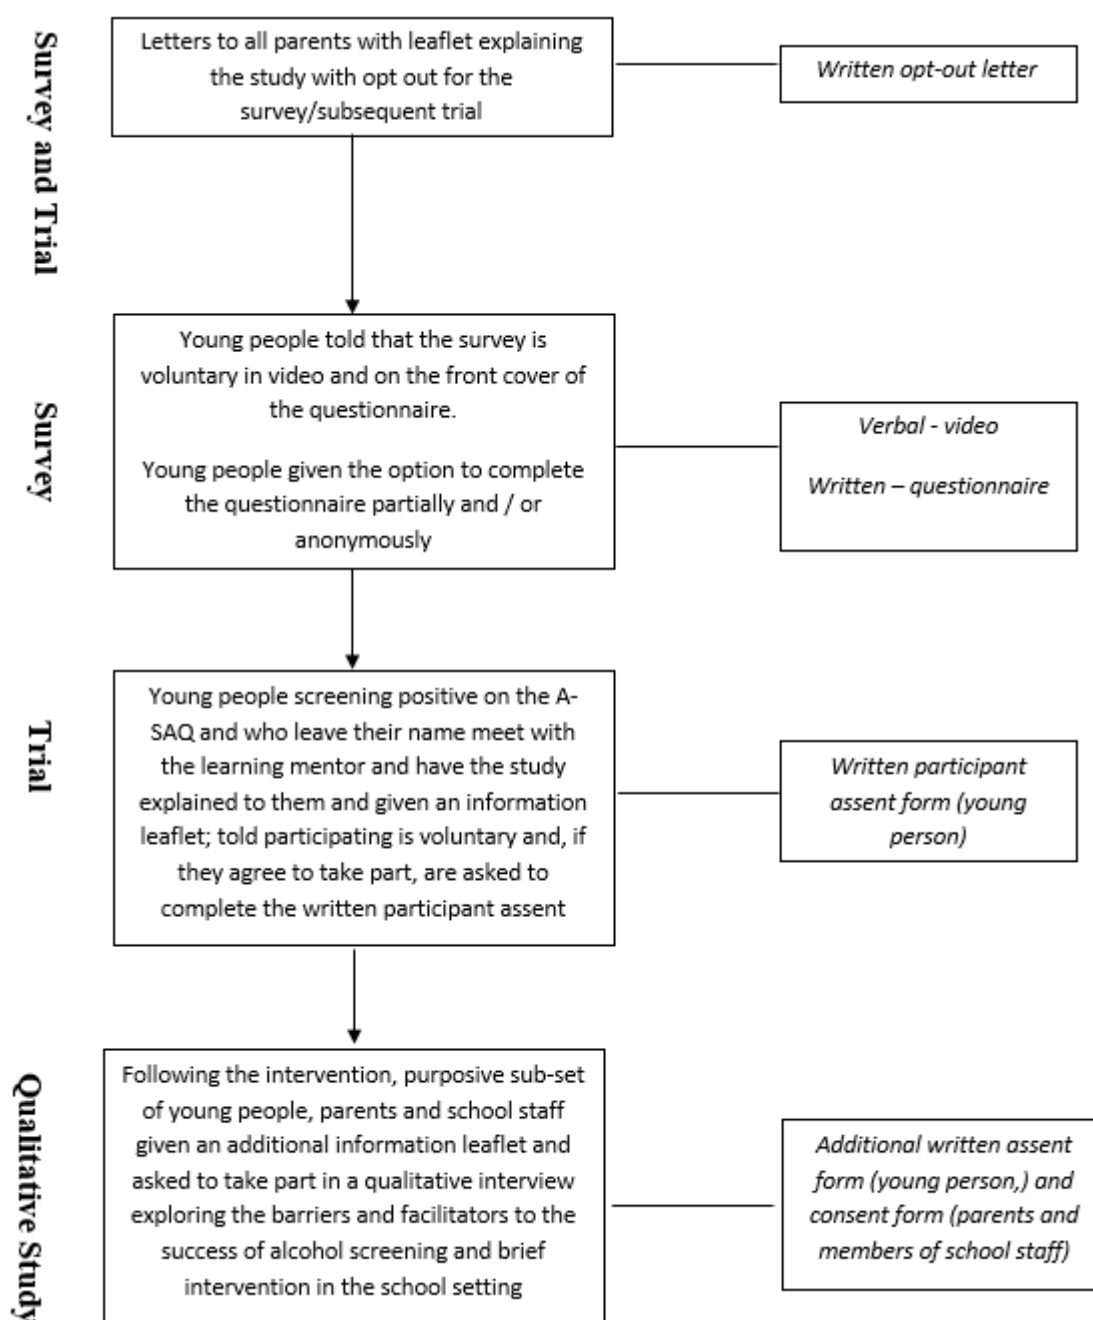 Survey and Trial
Letters to all parents with leaflet explaining
the study with opt out for the
survey/subsequent trial
Written opt-out letter
Survey
Young people told that the survey is
voluntary in video and on the front cover of
the questionnaire.
Young people given the option to complete
the questionnaire partially and / or
anonymously
Verbal - video
Written – questionnaire
Trial
Young people screening positive on the A-
SAQ and who leave their name meet with
the learning mentor and have the study
explained to them and given an information
leaflet; told participating is voluntary and, if
they agree to take part, are asked to
complete the written participant assent
Written participant
assent form (young
person)
Qualitative Study
Following the intervention, purposive sub-set
of young people, parents and school staff
given an additional information leaflet and
asked to take part in a qualitative interview
exploring the barriers and facilitators to the
success of alcohol screening and brief
intervention in the school setting
Additional written assent
form (young person,) and
consent form (parents and
members of school staff)